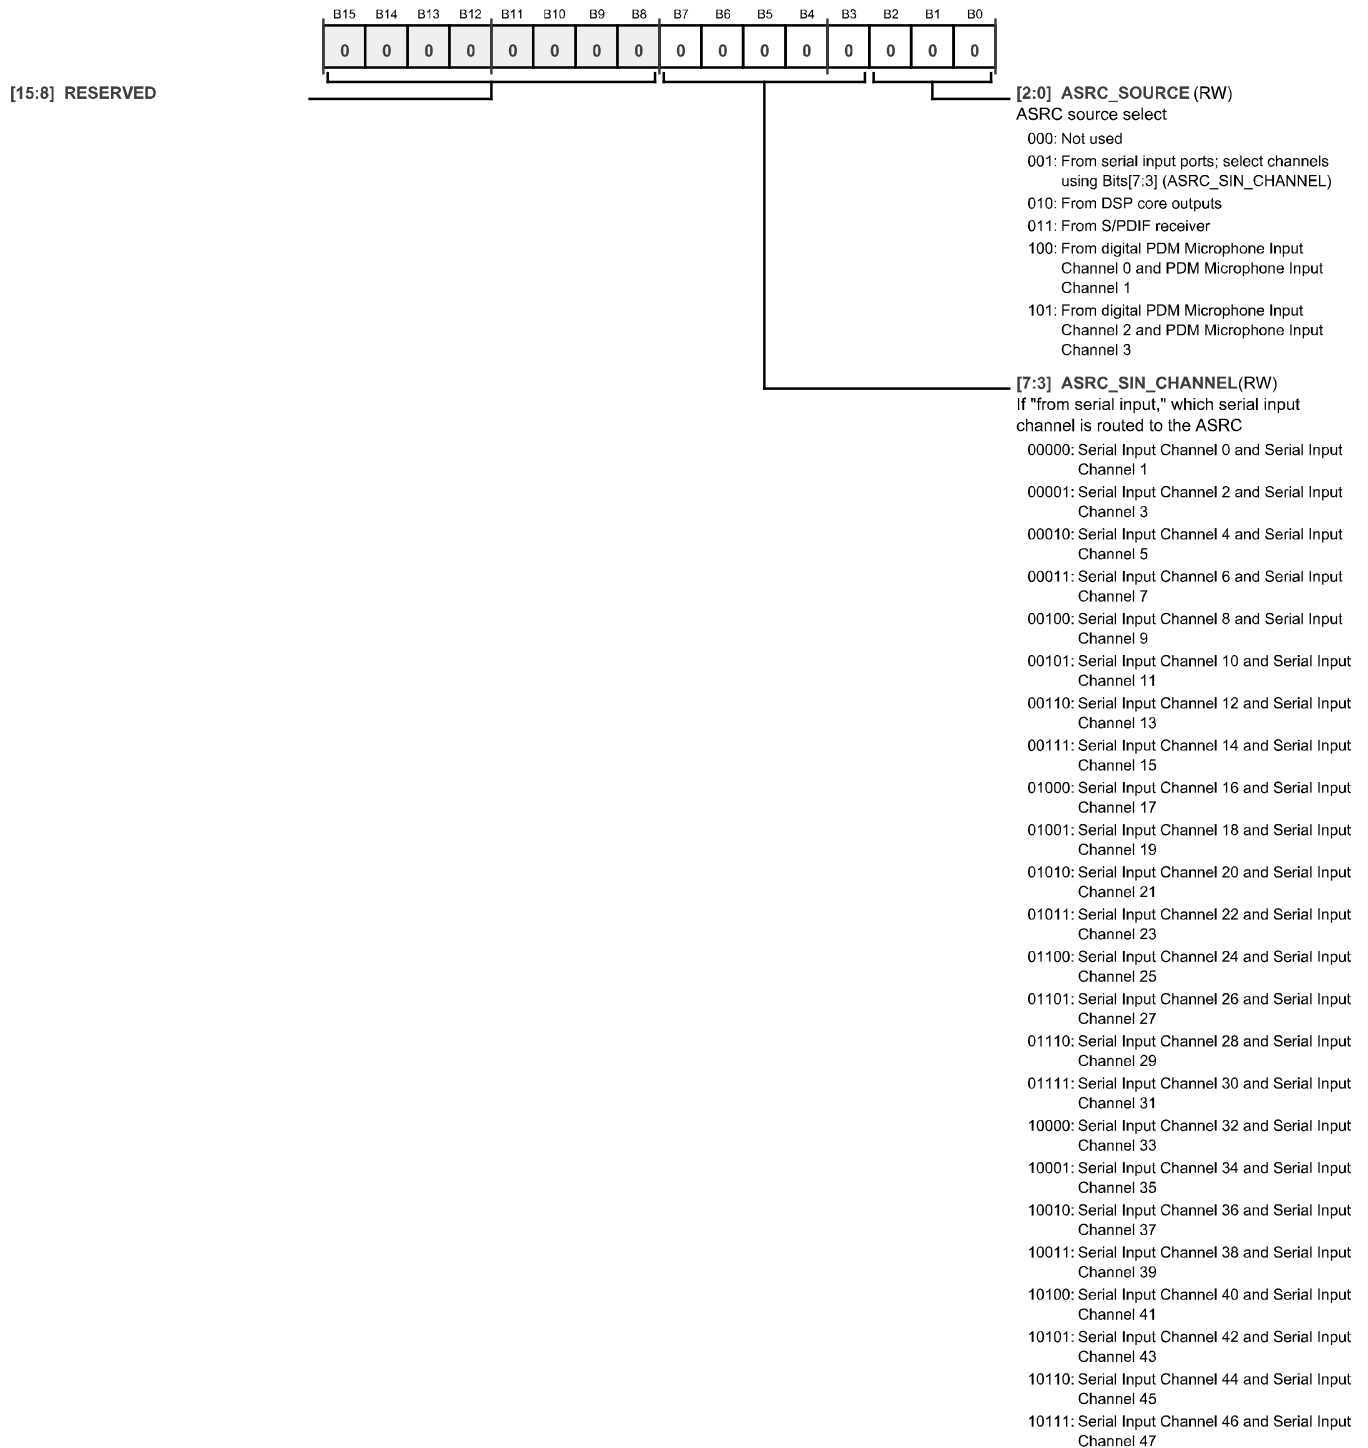 B15 B14 B13 B12 B11 B10 B9 B8 B7 B6 B5 B4 B3 B2 B1 B0
0 0 0 0 0 0 0 0 0 0 0 0 0 0 0 0
[15:8] RESERVED
[2:0] ASRC_SOURCE (RW)
ASRC source select
000: Not used
001: From serial input ports; select channels
using Bits[7:3] (ASRC_SIN_CHANNEL)
010: From DSP core outputs
011: From S/PDIF receiver
100: From digital PDM Microphone Input
Channel 0 and PDM Microphone Input
Channel 1
101: From digital PDM Microphone Input
Channel 2 and PDM Microphone Input
Channel 3
[7:3] ASRC_SIN_CHANNEL(RW)
If "from serial input," which serial input
channel is routed to the ASRC
00000: Serial Input Channel 0 and Serial Input
Channel 1
00001: Serial Input Channel 2 and Serial Input
Channel 3
00010: Serial Input Channel 4 and Serial Input
Channel 5
00011: Serial Input Channel 6 and Serial Input
Channel 7
00100: Serial Input Channel 8 and Serial Input
Channel 9
00101: Serial Input Channel 10 and Serial Input
Channel 11
00110: Serial Input Channel 12 and Serial Input
Channel 13
00111: Serial Input Channel 14 and Serial Input
Channel 15
01000: Serial Input Channel 16 and Serial Input
Channel 17
01001: Serial Input Channel 18 and Serial Input
Channel 19
01010: Serial Input Channel 20 and Serial Input
Channel 21
01011: Serial Input Channel 22 and Serial Input
Channel 23
01100: Serial Input Channel 24 and Serial Input
Channel 25
01101: Serial Input Channel 26 and Serial Input
Channel 27
01110: Serial Input Channel 28 and Serial Input
Channel 29
01111: Serial Input Channel 30 and Serial Input
Channel 31
10000: Serial Input Channel 32 and Serial Input
Channel 33
10001: Serial Input Channel 34 and Serial Input
Channel 35
10010: Serial Input Channel 36 and Serial Input
Channel 37
10011: Serial Input Channel 38 and Serial Input
Channel 39
10100: Serial Input Channel 40 and Serial Input
Channel 41
10101: Serial Input Channel 42 and Serial Input
Channel 43
10110: Serial Input Channel 44 and Serial Input
Channel 45
10111: Serial Input Channel 46 and Serial Input
Channel 47